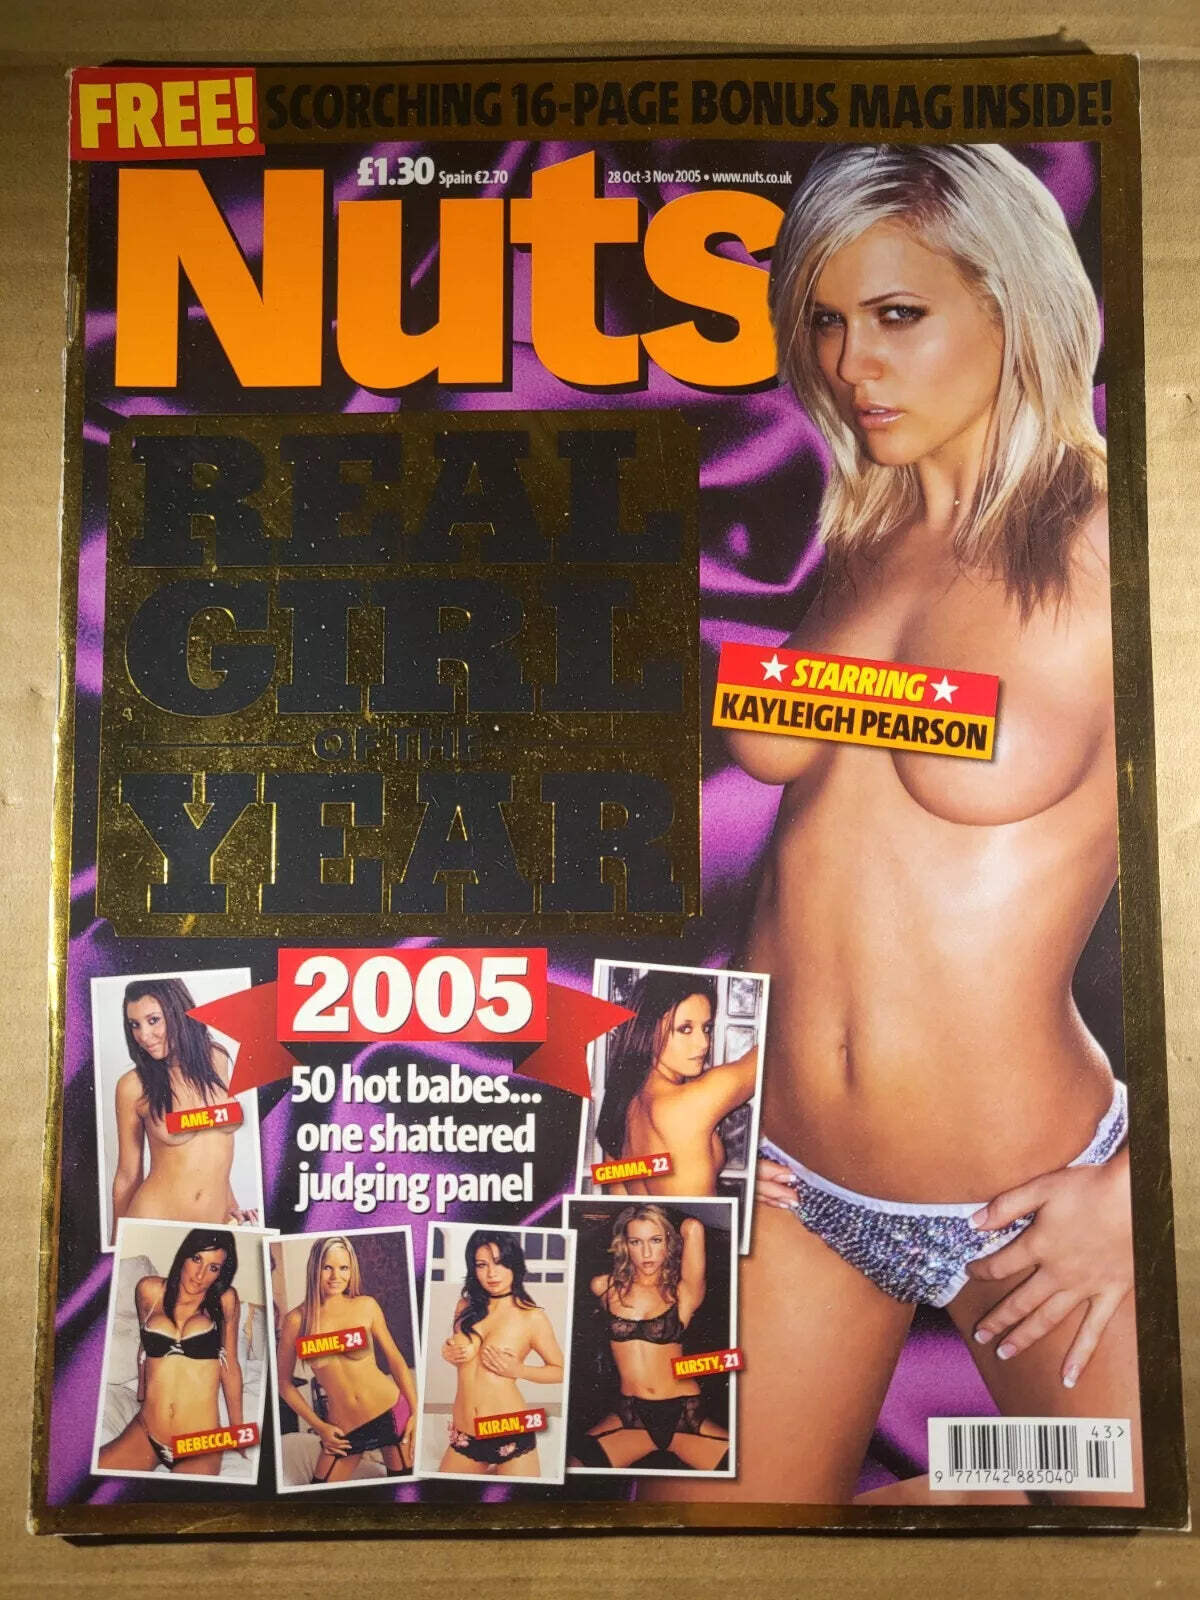 FREE! SCORCHING 16-PAGE BONUS MAG INSIDE!
£1.30 Spain €2.70
28 Oct-3 Nov 2005 • www.nuts.co.uk
Nuts
REAL
GIRL
OF THE
YEAR
★ STARRING ★
KAYLEIGH PEARSON
2005
50 hot babes...
one shattered
judging panel
AME, 21
GEMMA, 22
REBECCA, 23
JAMIE, 24
KIRAN, 28
KIRSTY, 21
43>
9 771742 885040